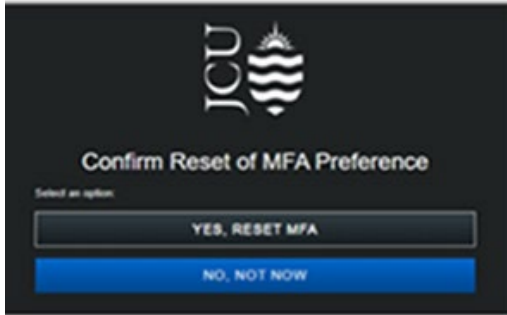 JCU
Confirm Reset of MFA Preference
Select an option:
YES, RESET MFA
NO, NOT NOW